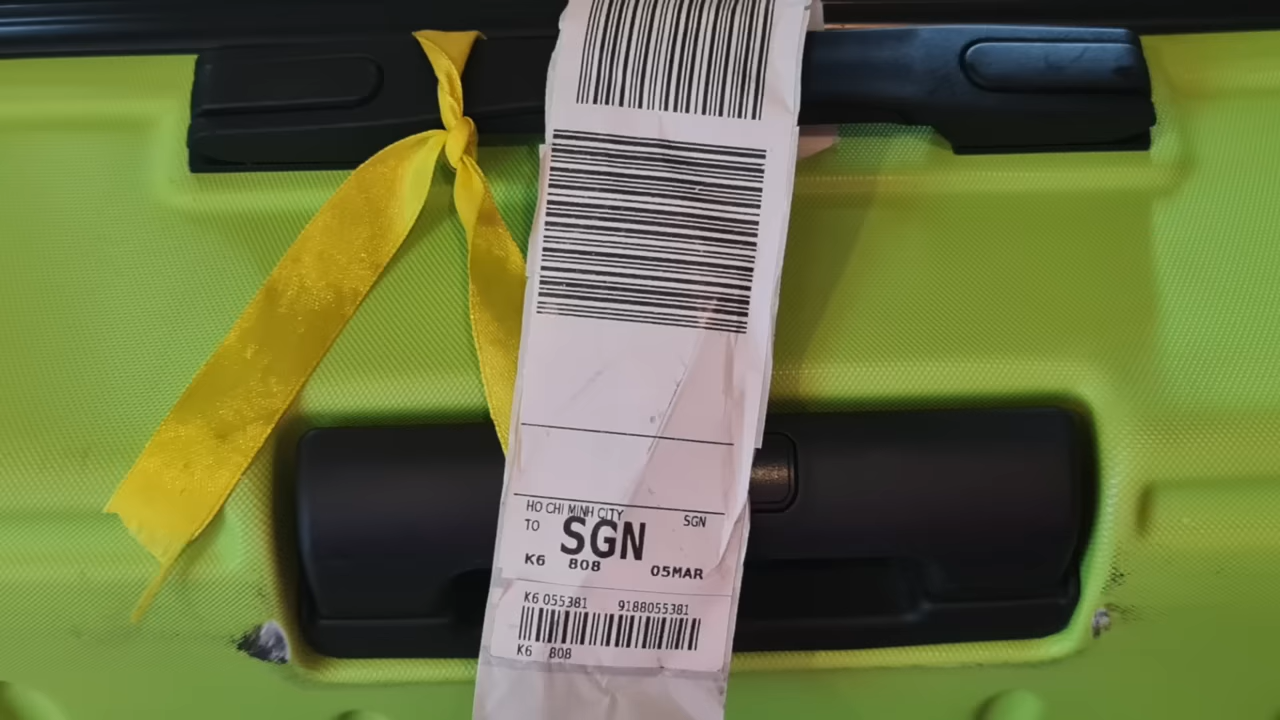 HO CHI MINH CITY SGN
TO SGN
K6 808 05MAR
K6 055381 9188055381
K6 808